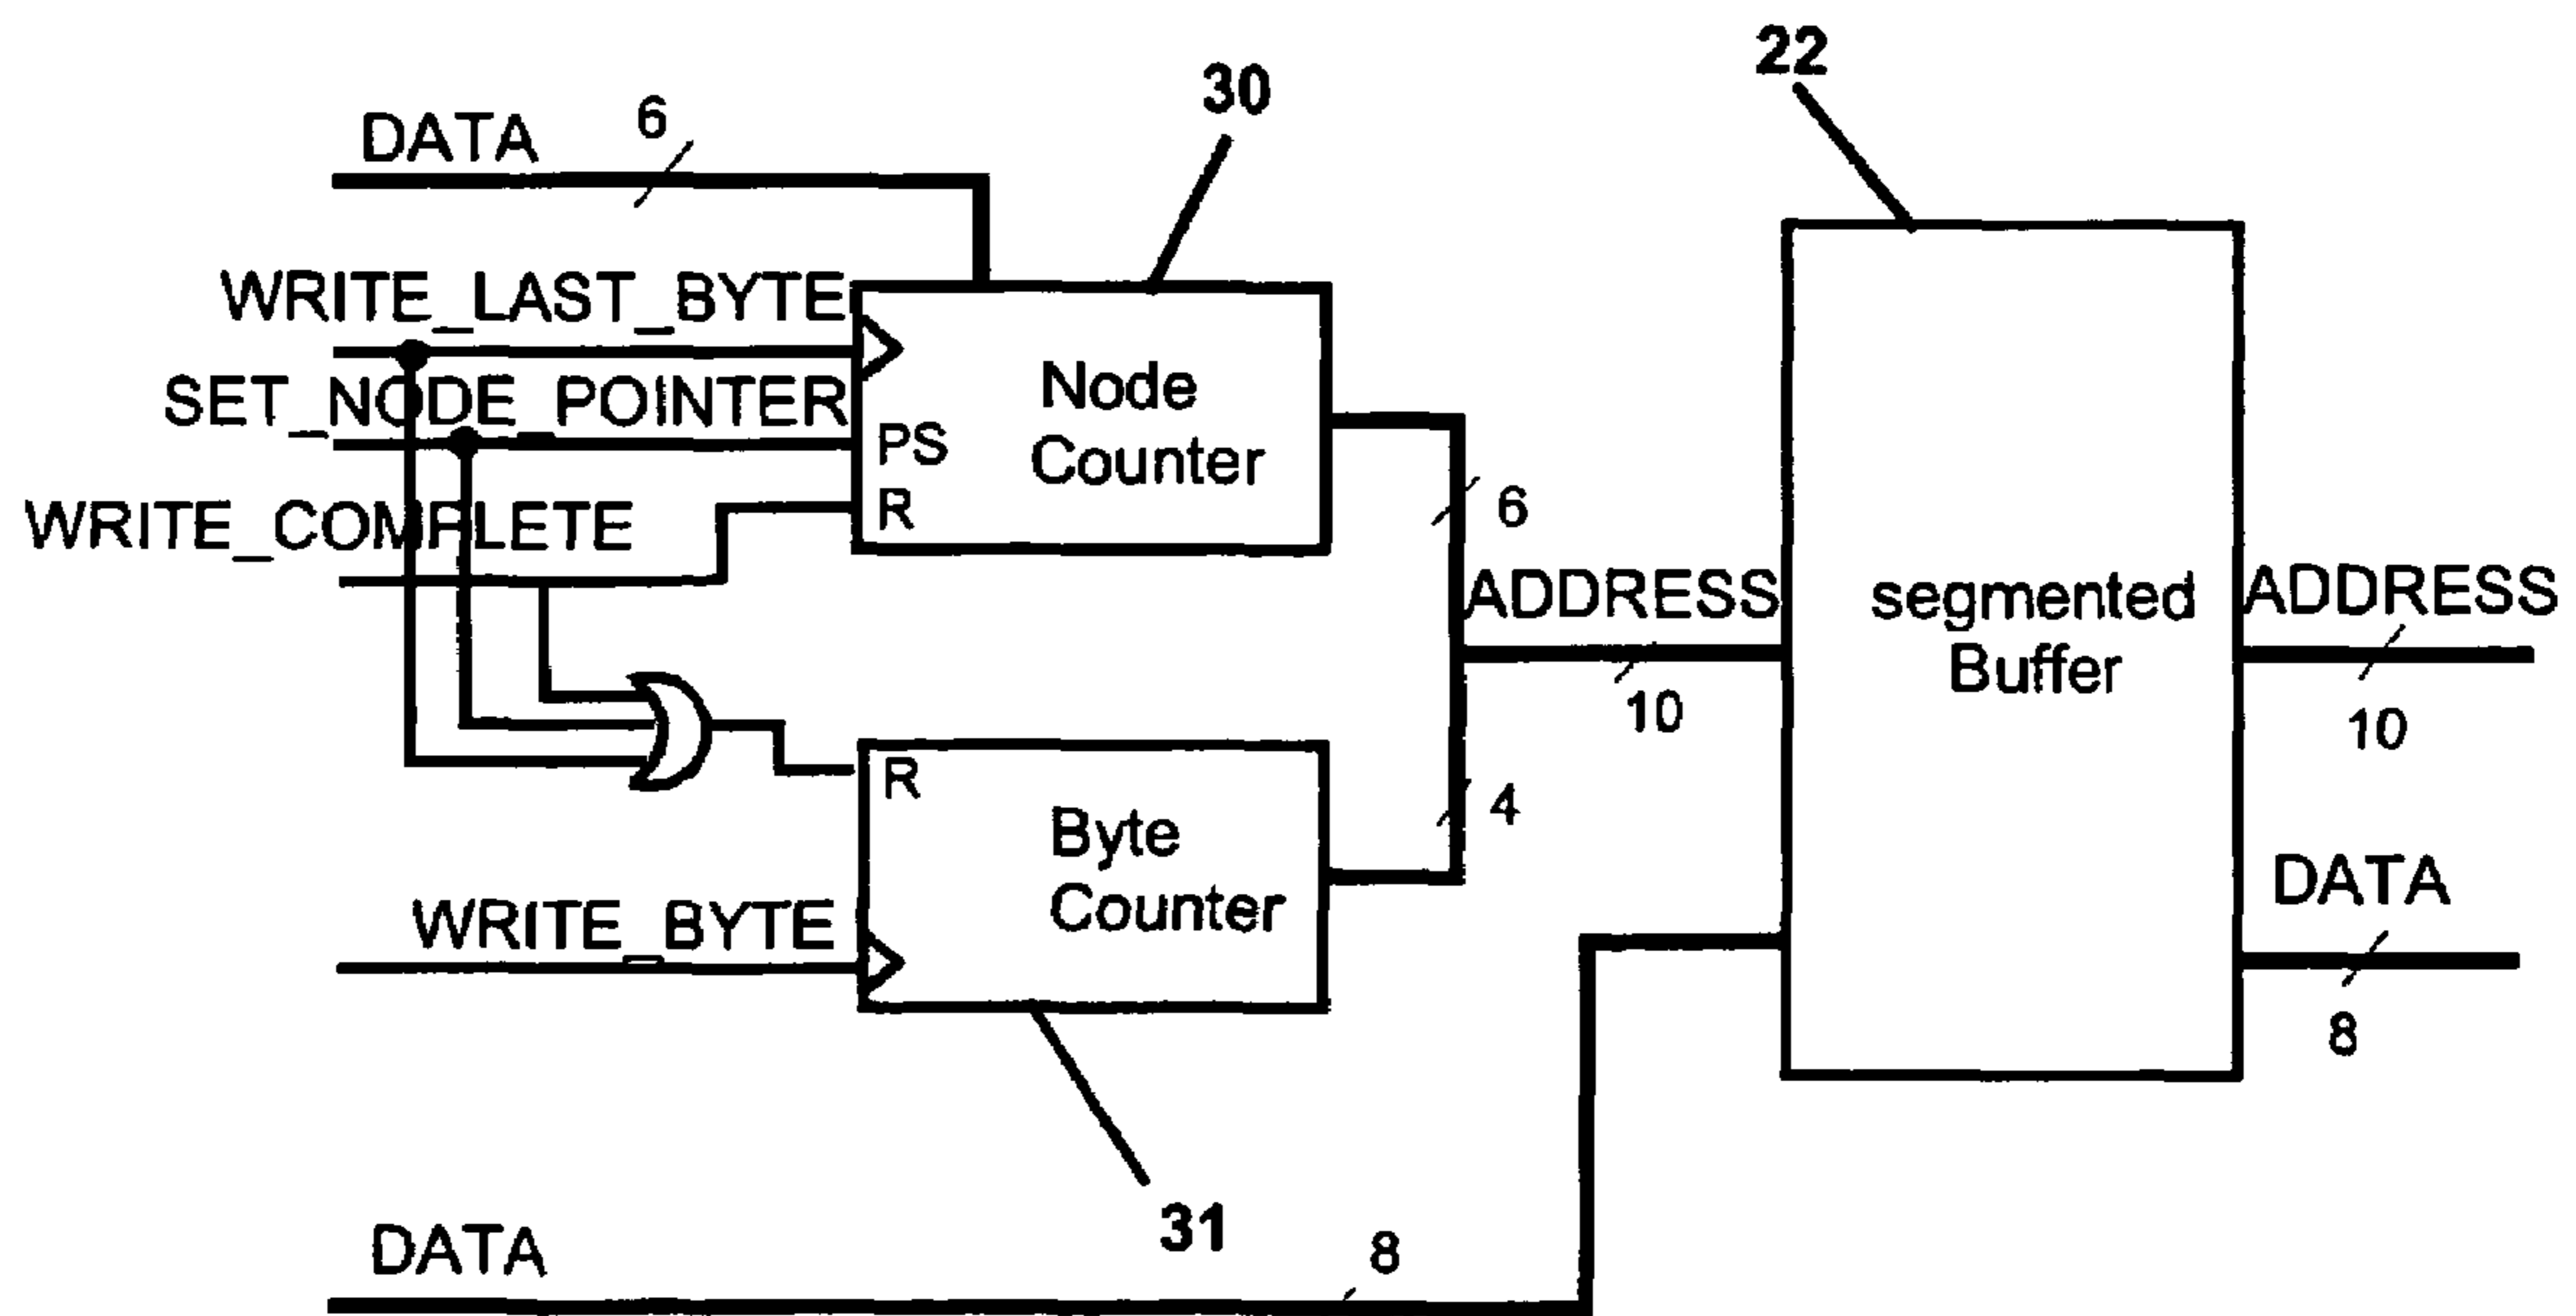 22
30
DATA
6
WRITE_LAST_BYTE
SET_NODE_POINTER
Node
Counter
PS
R
WRITE_COMPLETE
6
ADDRESS
10
segmented
Buffer
ADDRESS
10
R
4
Byte
Counter
DATA
8
WRITE_BYTE
31
DATA
8